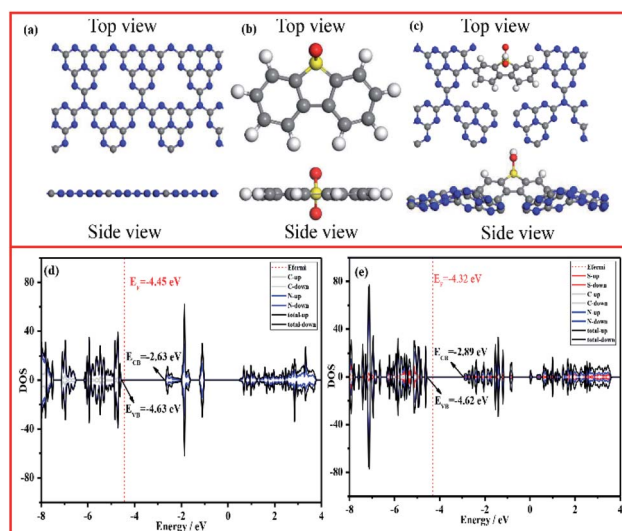 (a) Top view
(b) Top view
(c) Top view
Side view
Side view
Side view
(d)
E_F=-4.45 eV
Efermi
C-up
C-down
N-up
N-down
total-up
total-down
E_CB=-2.63 eV
E_VB=-4.63 eV
DOS
80
40
0
-40
-80
-8 -6 -4 -2 0 2 4
Energy / eV
(e)
E_F=-4.32 eV
Efermi
S-up
S-down
C-up
C-down
N-up
N-down
total-up
total-down
E_CB=-2.89 eV
E_VB=-4.62 eV
DOS
80
40
0
-40
-80
-8 -6 -4 -2 0 2 4
Energy / eV